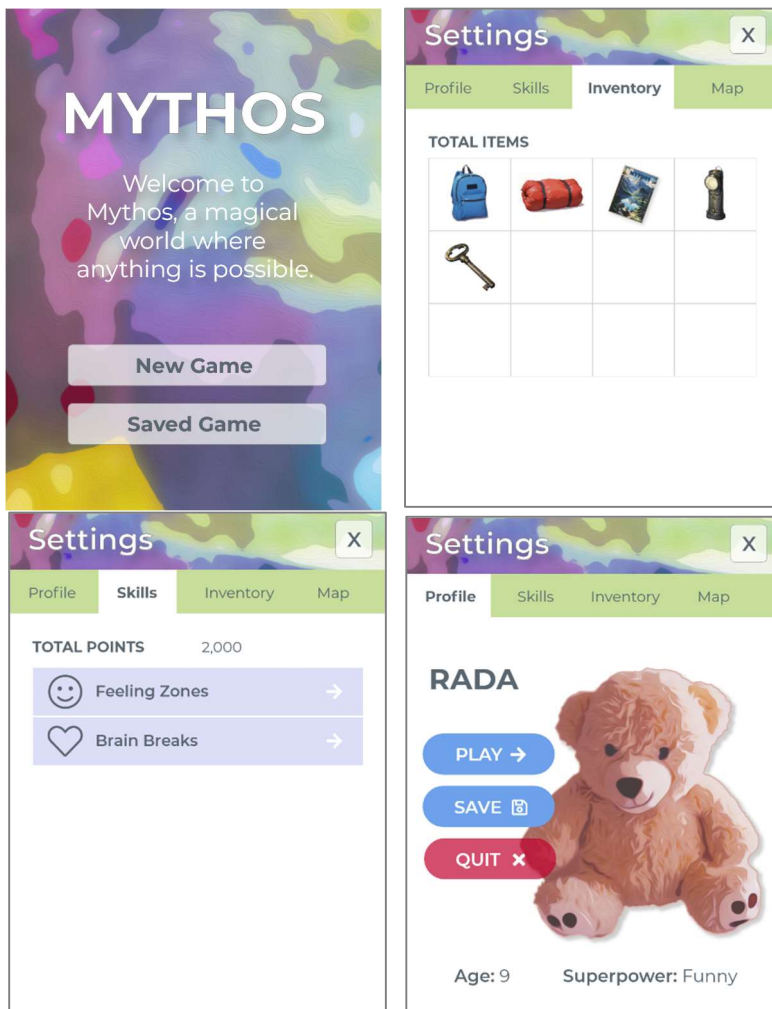 MYTHOS
Welcome to
Mythos, a magical
world where
anything is possible.
New Game
Saved Game
Settings X
Profile Skills Inventory Map
TOTAL ITEMS
Settings X
Profile Skills Inventory Map
TOTAL POINTS 2,000
Feeling Zones
Brain Breaks
Settings X
Profile Skills Inventory Map
RADA
PLAY
SAVE
QUIT
Age: 9 Superpower: Funny